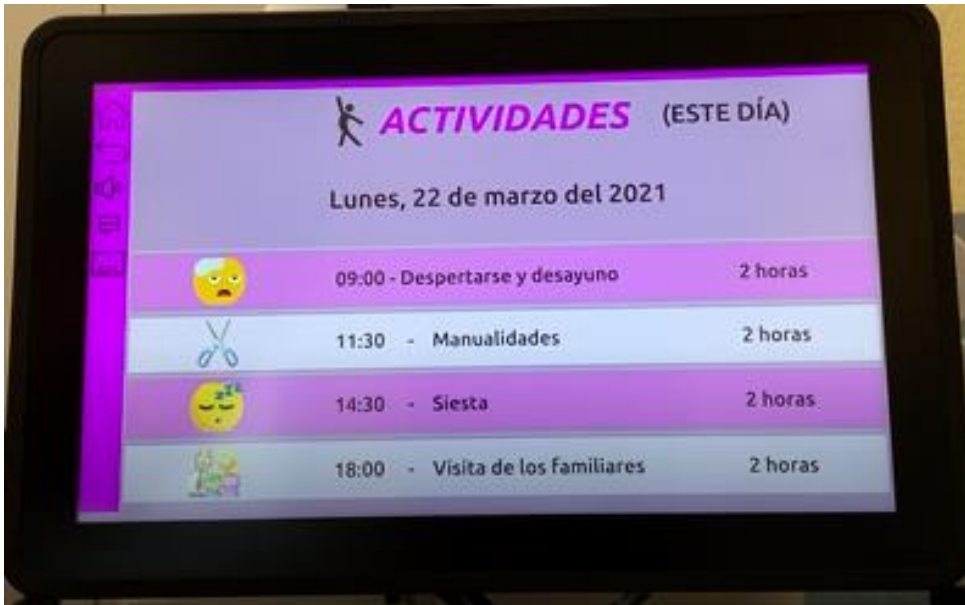 ACTIVIDADES (ESTE DÍA)
Lunes, 22 de marzo del 2021
09:00 - Despertarse y desayuno 2 horas
11:30 - Manualidades 2 horas
14:30 - Siesta 2 horas
18:00 - Visita de los familiares 2 horas